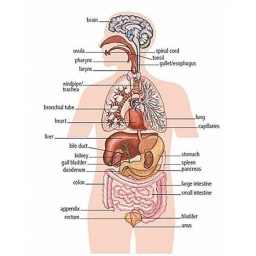 brain
uvula
spinal cord
pharynx
tonsil
gullet/esophagus
larynx
windpipe/
trachea
bronchial tube
heart
lung
capillaries
liver
bile duct
kidney
stomach
gall bladder
spleen
duodenum
pancreas
colon
large intestine
small intestine
appendix
rectum
bladder
anus